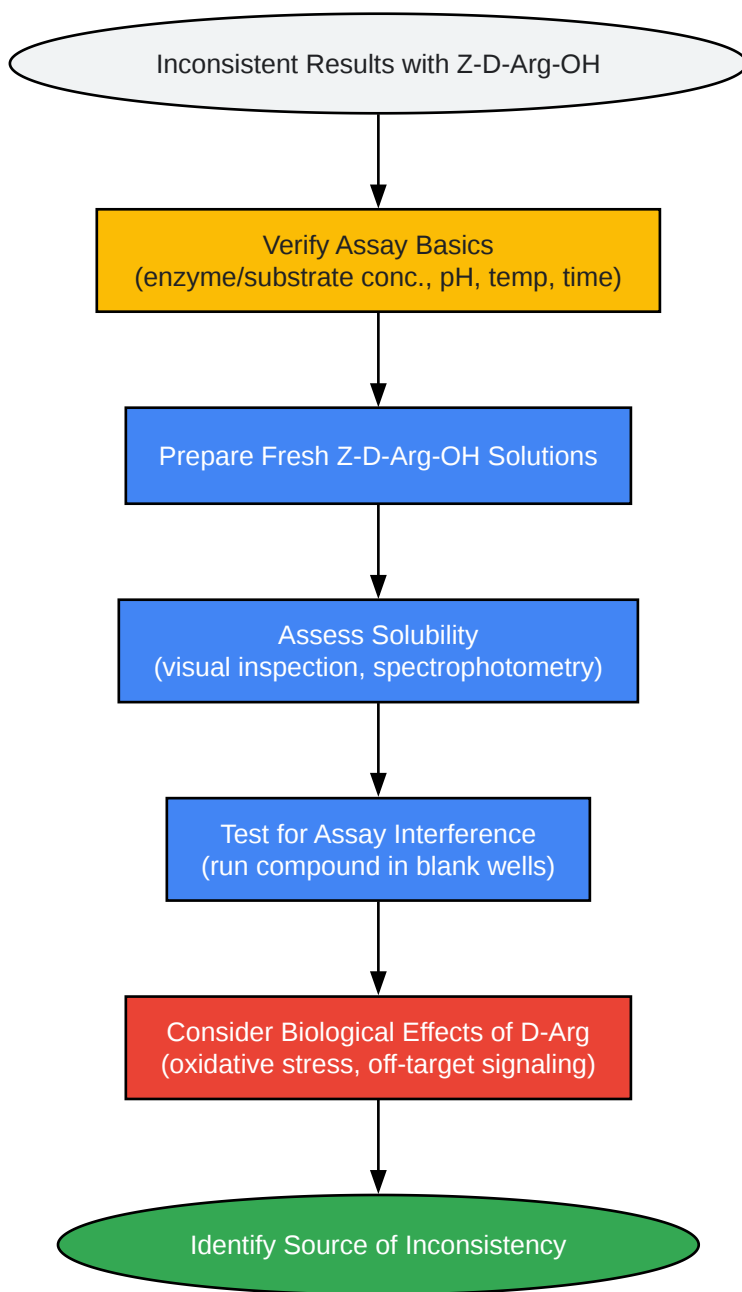 Inconsistent Results with Z-D-Arg-OH
Verify Assay Basics
(enzyme/substrate conc., pH, temp, time)
Prepare Fresh Z-D-Arg-OH Solutions
Assess Solubility
(visual inspection, spectrophotometry)
Test for Assay Interference
(run compound in blank wells)
Consider Biological Effects of D-Arg
(oxidative stress, off-target signaling)
Identify Source of Inconsistency